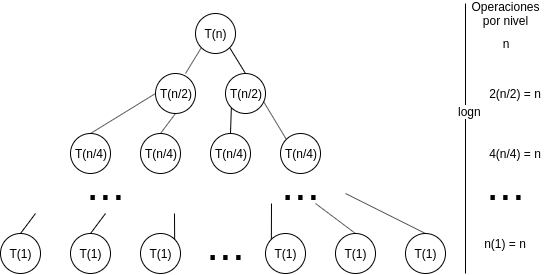 Operaciones
por nivel
T(n)
n
T(n/2) T(n/2)
2(n/2) = n
logn
T(n/4) T(n/4) T(n/4) T(n/4)
4(n/4) = n
... ... ...
T(1) T(1) T(1) ... T(1) T(1) T(1)
n(1) = n